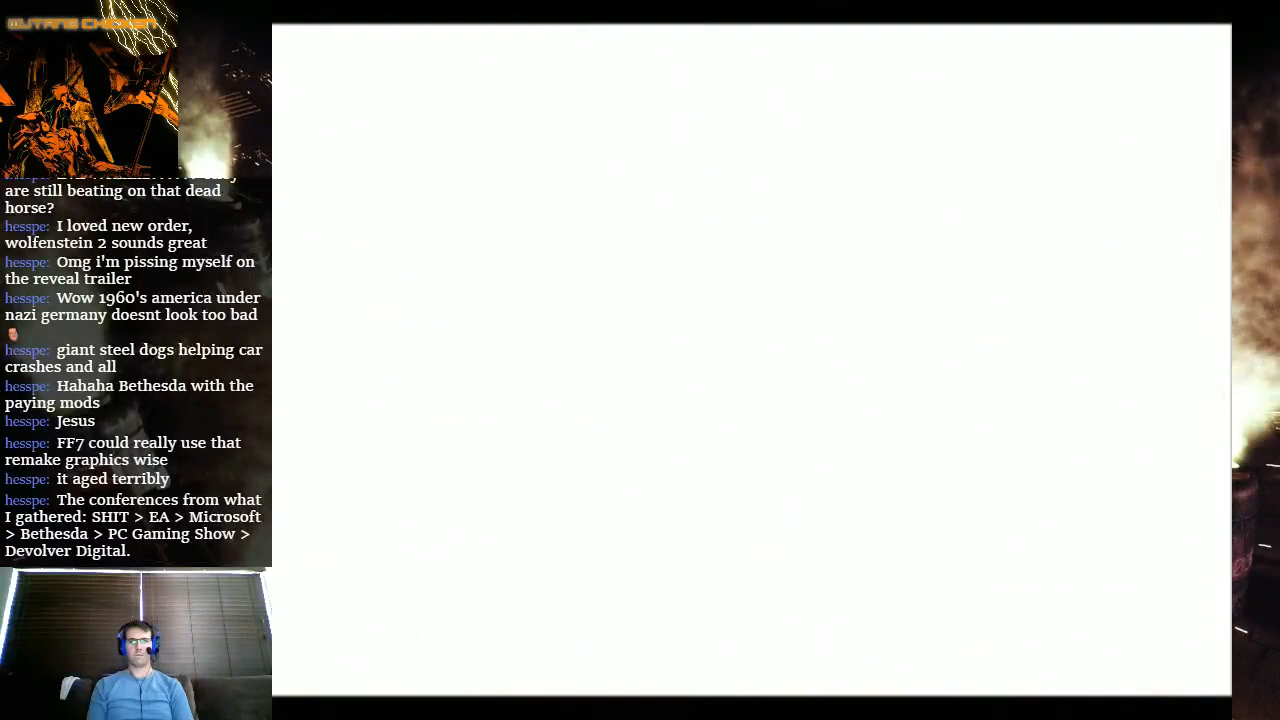 WUTANG CHICKEN
are still beating on that dead
horse?
hesspe: I loved new order,
wolfenstein 2 sounds great
hesspe: Omg i'm pissing myself on
the reveal trailer
hesspe: Wow 1960's america under
nazi germany doesnt look too bad
hesspe: giant steel dogs helping car
crashes and all
hesspe: Hahaha Bethesda with the
paying mods
hesspe: Jesus
hesspe: FF7 could really use that
remake graphics wise
hesspe: it aged terribly
hesspe: The conferences from what
I gathered: SHIT > EA > Microsoft
> Bethesda > PC Gaming Show >
Devolver Digital.